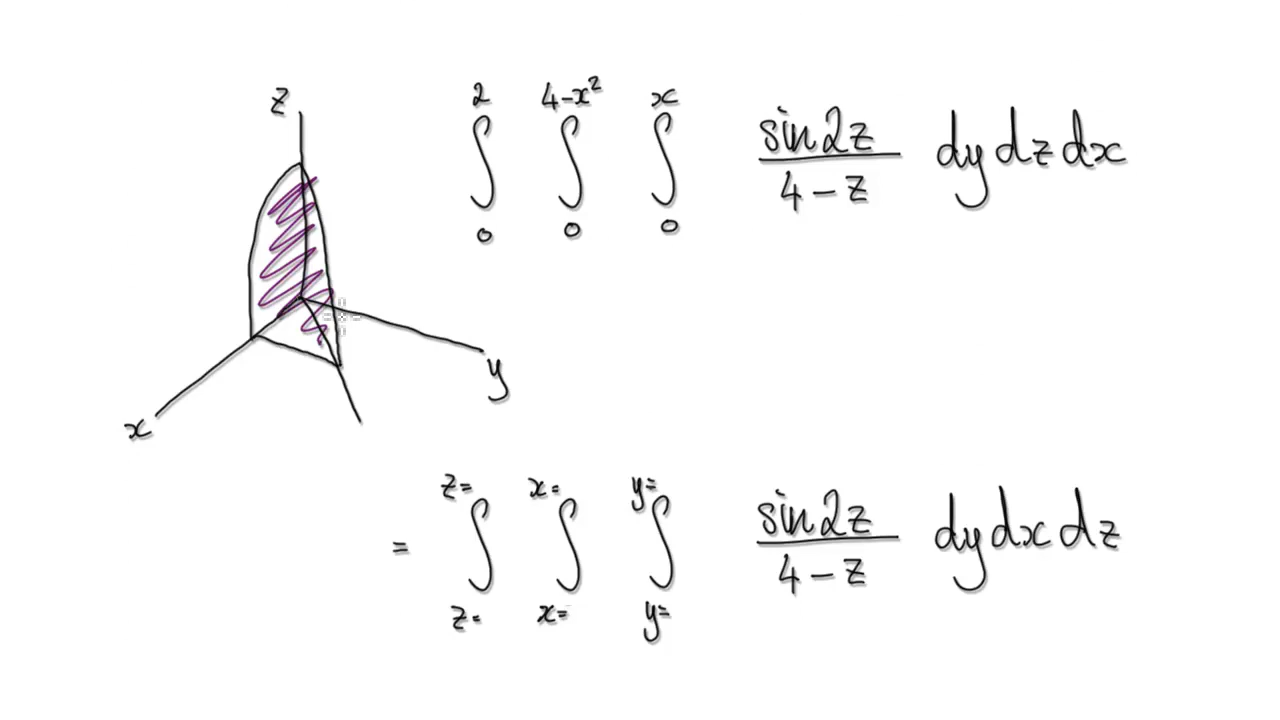 z
2 4-x² x
∫ ∫ ∫ sin2z / 4-z dy dz dx
0 0 0
y
x
z= x= y=
= ∫ ∫ ∫ sin2z / 4-z dy dx dz
z= x= y=